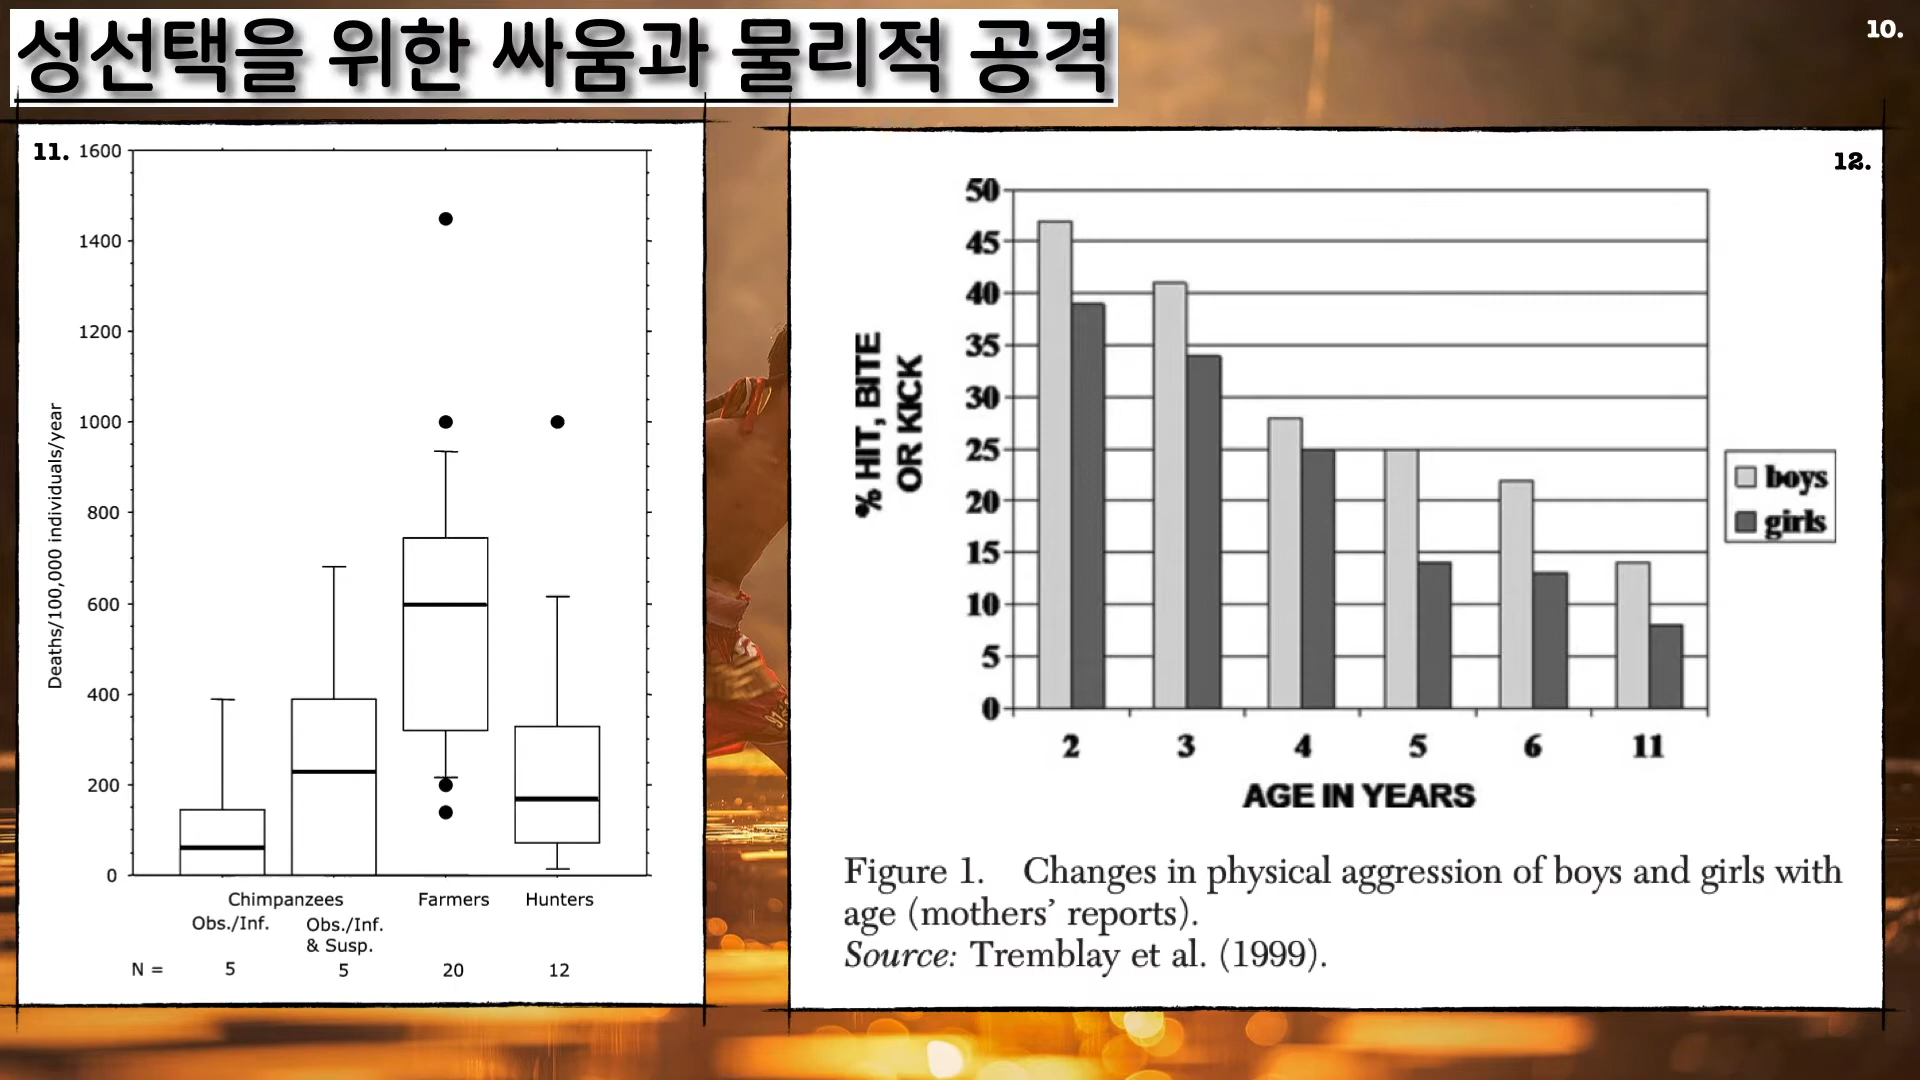 성선택을 위한 싸움과 물리적 공격
10.
11.
1600
1400
1200
1000
800
600
400
200
0
Deaths/100,000 individuals/year
Chimpanzees Farmers Hunters
Obs./Inf. Obs./Inf.
& Susp.
N = 5 5 20 12
12.
50
45
40
35
30
25
20
15
10
5
0
% HIT, BITE
OR KICK
2 3 4 5 6 11
AGE IN YEARS
boys
girls
Figure 1. Changes in physical aggression of boys and girls with
age (mothers’ reports).
Source: Tremblay et al. (1999).